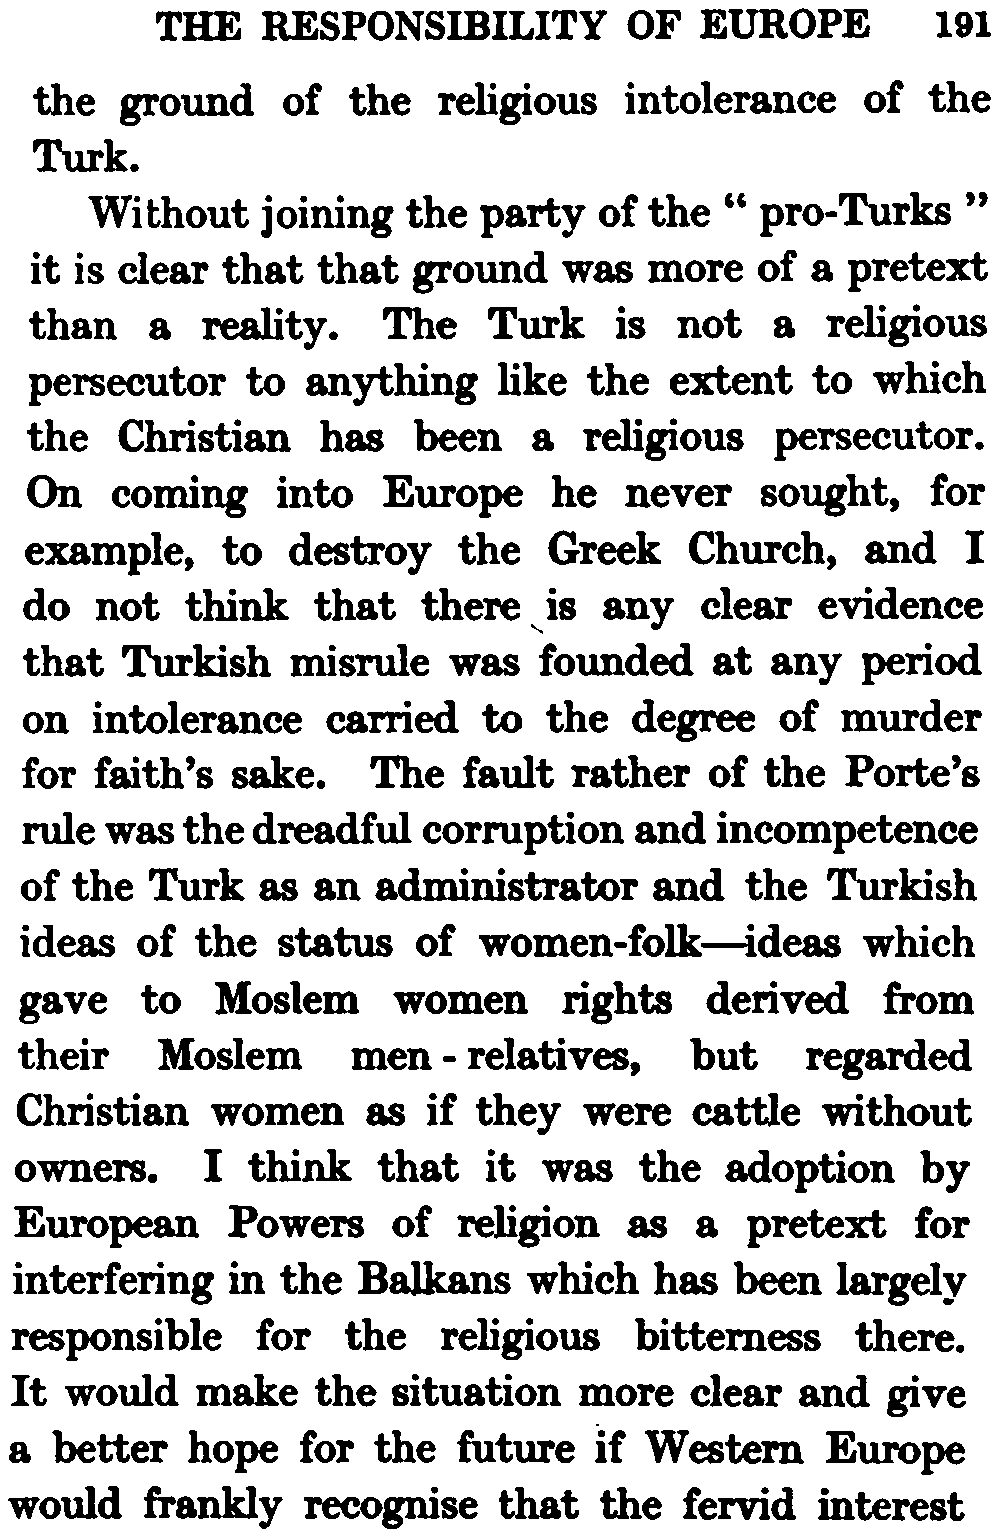 THE RESPONSIBILITY OF EUROPE 191
the ground of the religious intolerance of the
Turk.
Without joining the party of the “ pro-Turks ”
it is clear that that ground was more of a pretext
than a reality. The Turk is not a religious
persecutor to anything like the extent to which
the Christian has been a religious persecutor.
On coming into Europe he never sought, for
example, to destroy the Greek Church, and I
do not think that there is any clear evidence
that Turkish misrule was founded at any period
on intolerance carried to the degree of murder
for faith’s sake. The fault rather of the Porte’s
rule was the dreadful corruption and incompetence
of the Turk as an administrator and the Turkish
ideas of the status of women-folk—ideas which
gave to Moslem women rights derived from
their Moslem men - relatives, but regarded
Christian women as if they were cattle without
owners. I think that it was the adoption by
European Powers of religion as a pretext for
interfering in the Balkans which has been largely
responsible for the religious bitterness there.
It would make the situation more clear and give
a better hope for the future if Western Europe
would frankly recognise that the fervid interest